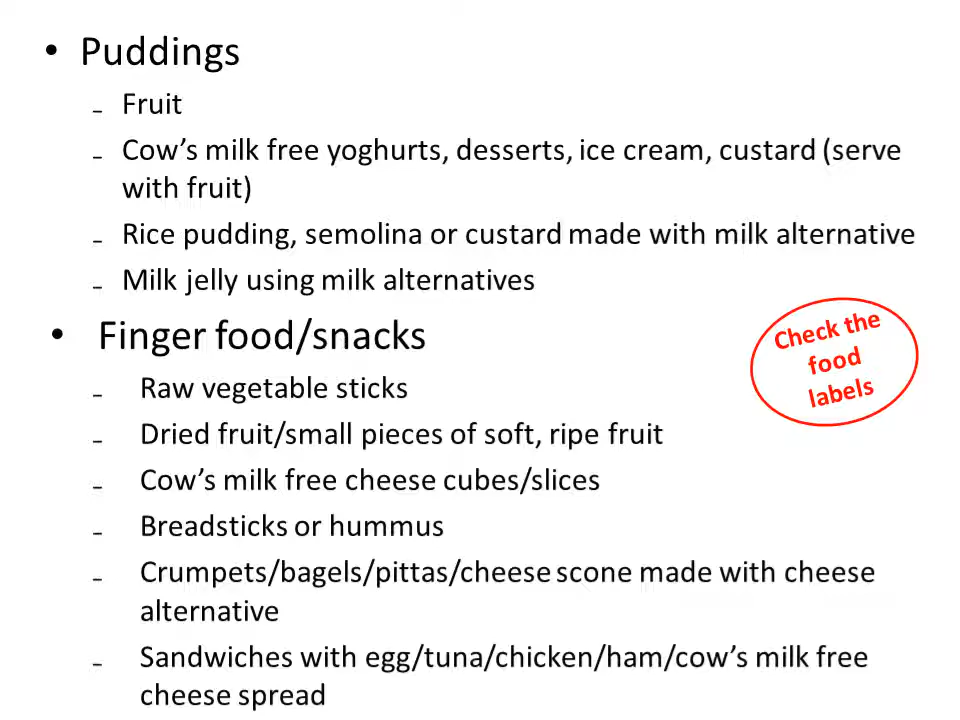 • Puddings
– Fruit
– Cow’s milk free yoghurts, desserts, ice cream, custard (serve
with fruit)
– Rice pudding, semolina or custard made with milk alternative
– Milk jelly using milk alternatives
• Finger food/snacks
– Raw vegetable sticks
– Dried fruit/small pieces of soft, ripe fruit
– Cow’s milk free cheese cubes/slices
– Breadsticks or hummus
– Crumpets/bagels/pittas/cheese scone made with cheese
alternative
– Sandwiches with egg/tuna/chicken/ham/cow’s milk free
cheese spread
Check the
food
labels